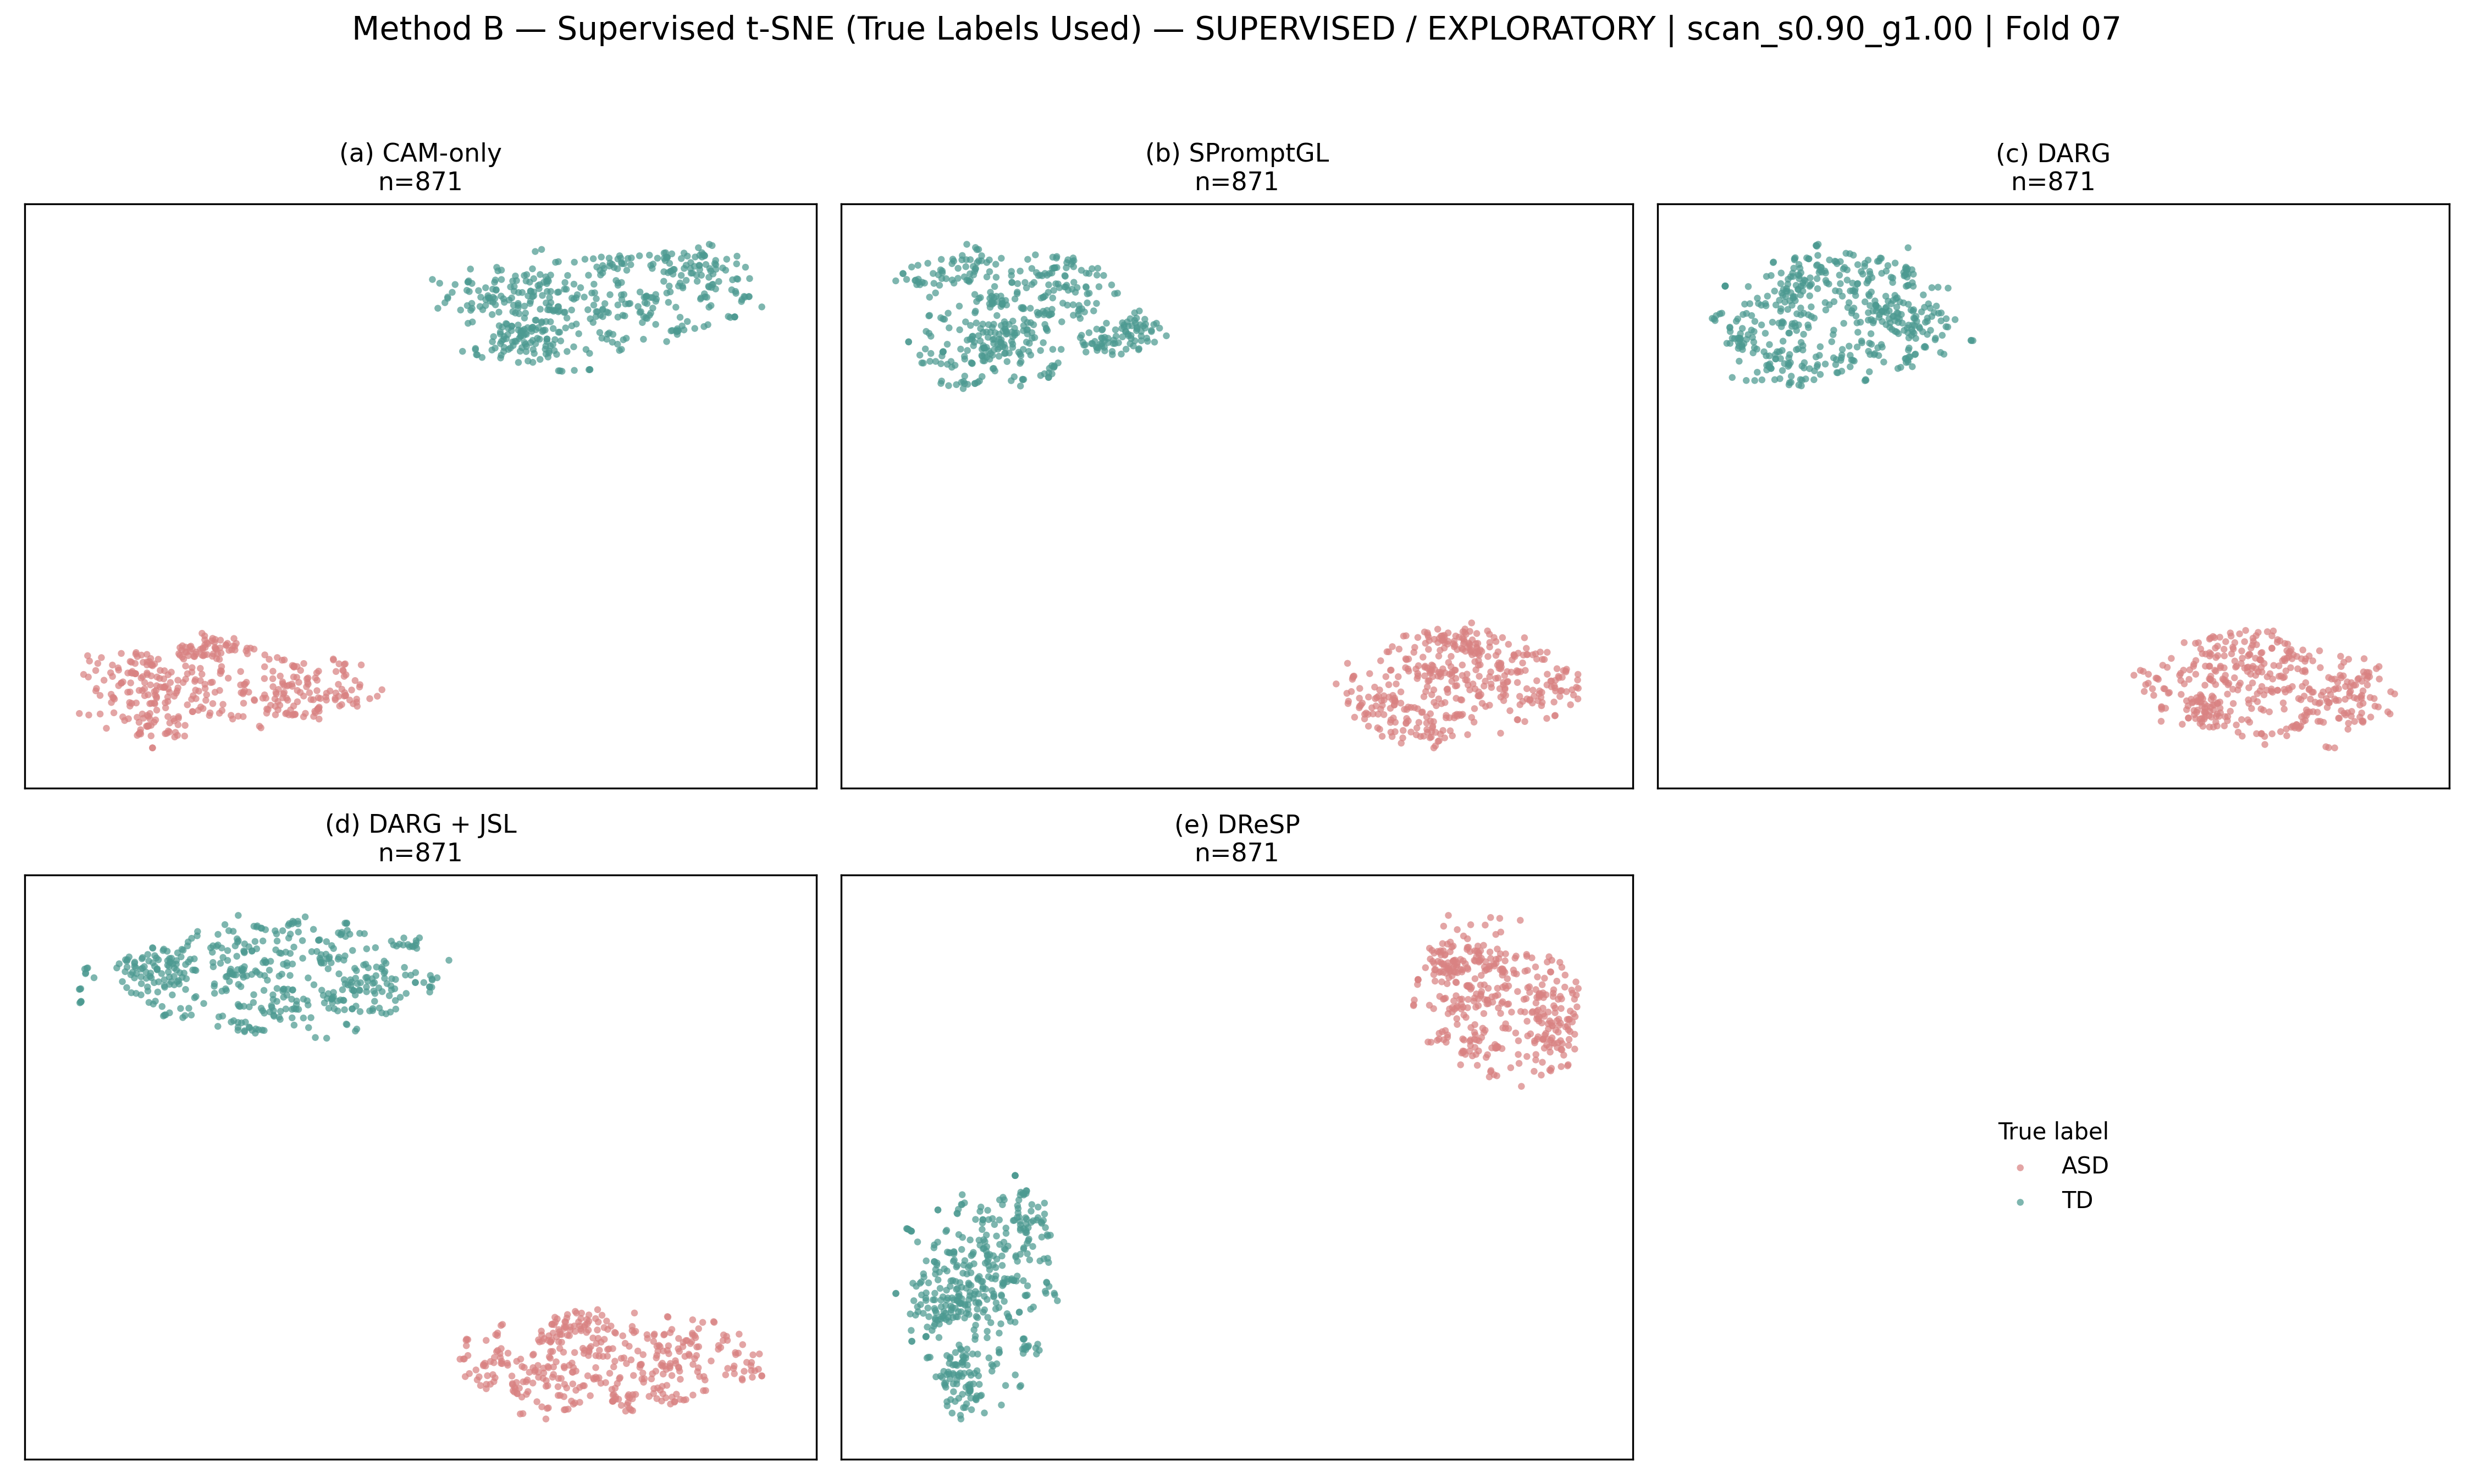 Method B — Supervised t-SNE (True Labels Used) — SUPERVISED / EXPLORATORY | scan_s0.90_g1.00 | Fold 07
(a) CAM-only
n=871
(b) SPromptGL
n=871
(c) DARG
n=871
(d) DARG + JSL
n=871
(e) DReSP
n=871
True label
ASD
TD